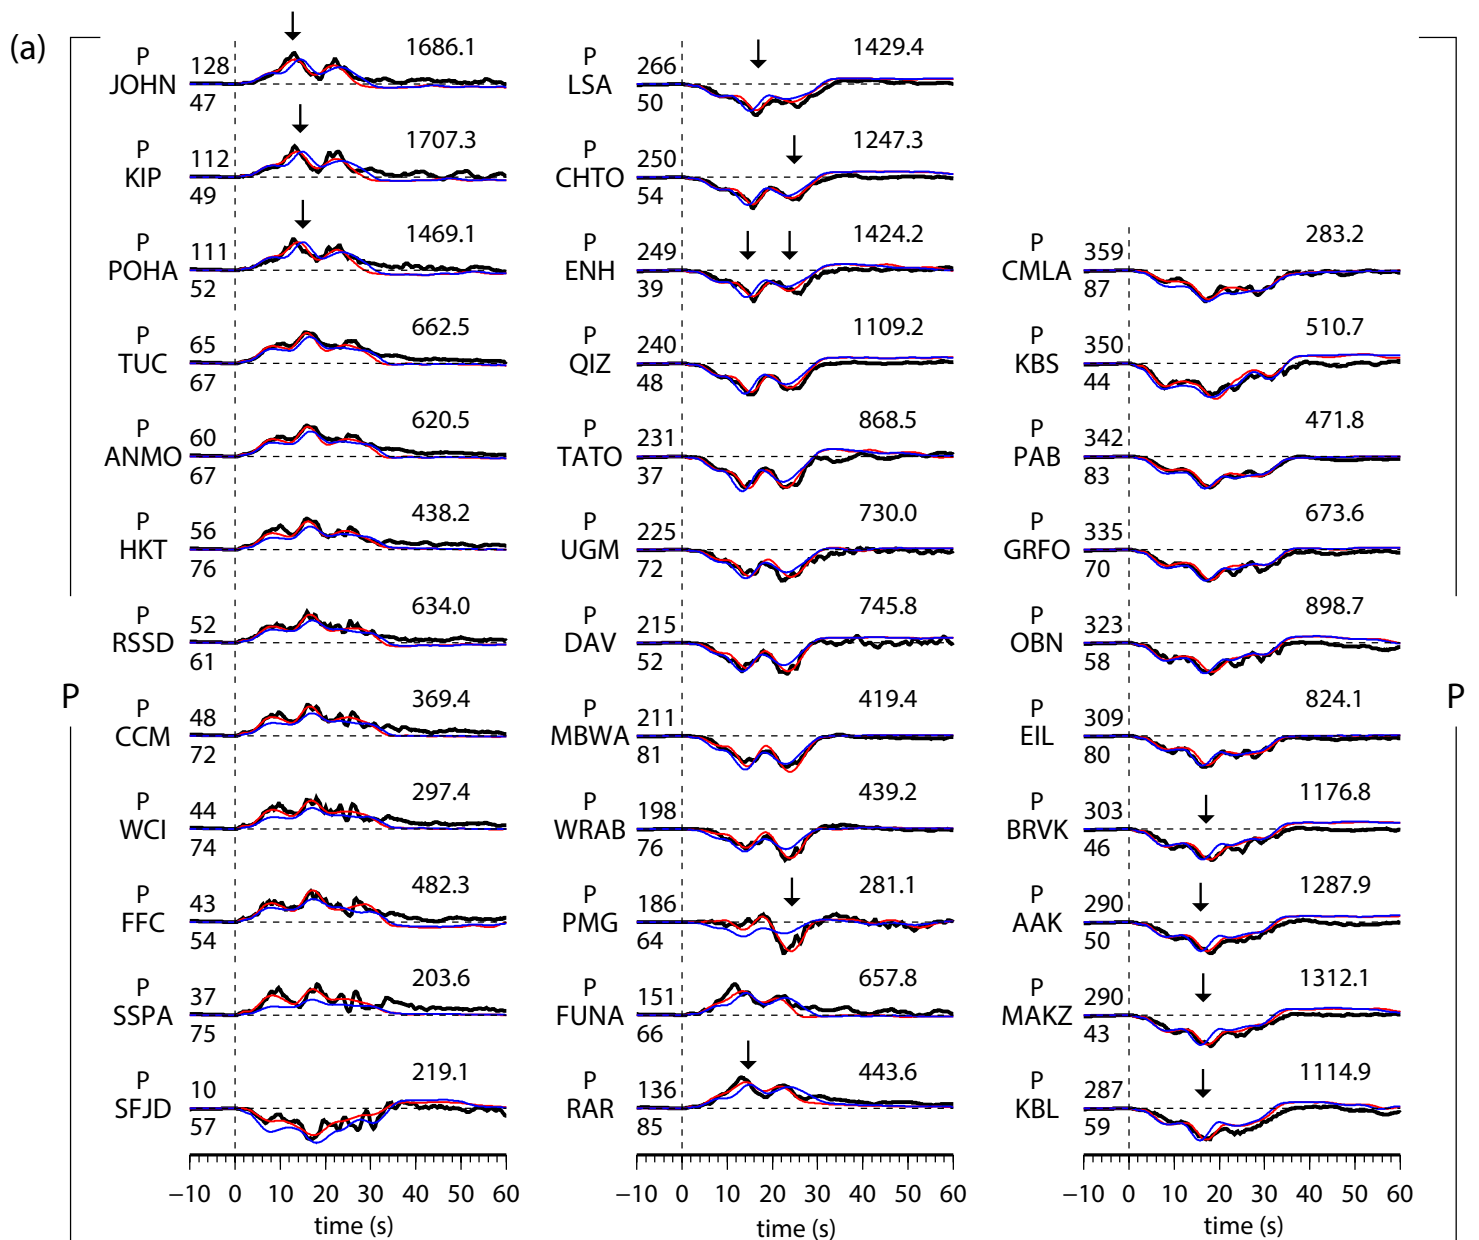 (a)
P
P
P
JOHN
128
47
1686.1
P
KIP
112
49
1707.3
P
POHA
111
52
1469.1
P
TUC
65
67
662.5
P
ANMO
60
67
620.5
P
HKT
56
76
438.2
P
RSSD
52
61
634.0
P
CCM
48
72
369.4
P
WCI
44
74
297.4
P
FFC
43
54
482.3
P
SSPA
37
75
203.6
P
SFJD
10
57
219.1
−10 0 10 20 30 40 50 60
time (s)
P
LSA
266
50
1429.4
P
CHTO
250
54
1247.3
P
ENH
249
39
1424.2
P
QIZ
240
48
1109.2
P
TATO
231
37
868.5
P
UGM
225
72
730.0
P
DAV
215
52
745.8
P
MBWA
211
81
419.4
P
WRAB
198
76
439.2
P
PMG
186
64
281.1
P
FUNA
151
66
657.8
P
RAR
136
85
443.6
−10 0 10 20 30 40 50 60
time (s)
P
CMLA
359
87
283.2
P
KBS
350
44
510.7
P
PAB
342
83
471.8
P
GRFO
335
70
673.6
P
OBN
323
58
898.7
P
EIL
309
80
824.1
P
BRVK
303
46
1176.8
P
AAK
290
50
1287.9
P
MAKZ
290
43
1312.1
P
KBL
287
59
1114.9
−10 0 10 20 30 40 50 60
time (s)